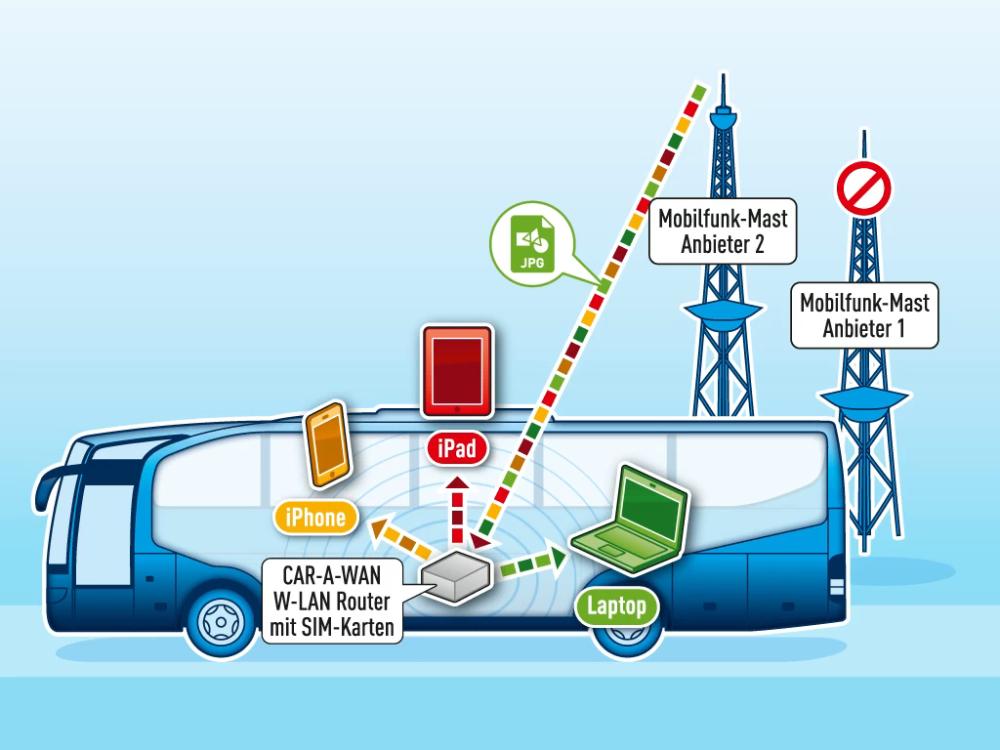 Mobilfunk-Mast
Anbieter 2
JPG
Mobilfunk-Mast
Anbieter 1
iPad
iPhone
CAR-A-WAN
W-LAN Router
mit SIM-Karten
Laptop